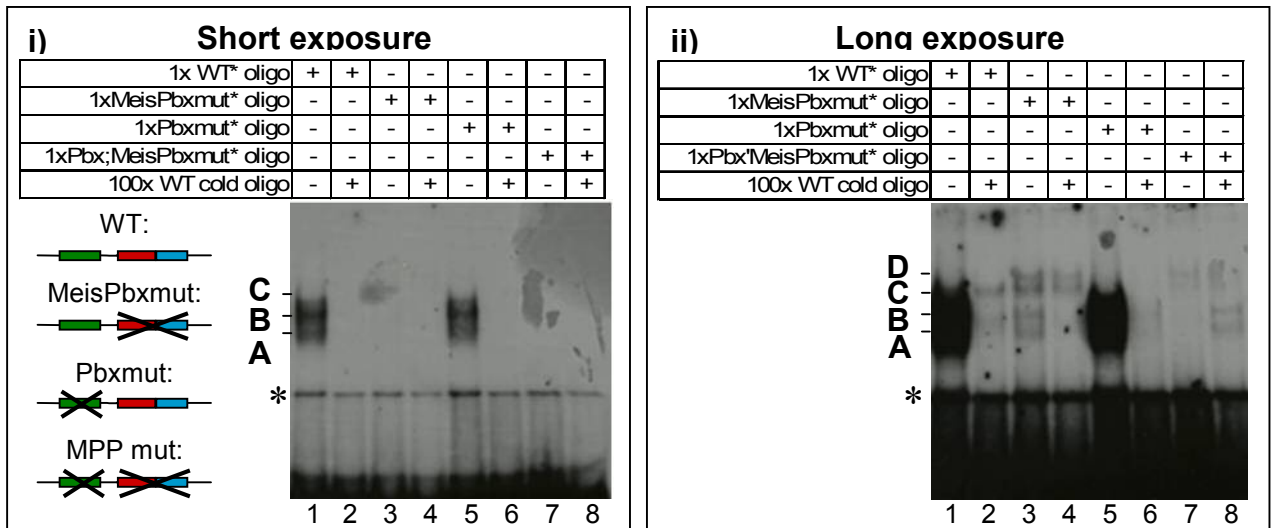 i) Short exposure
1x WT* oligo + + - - - - - -
1xMeisPbxmut* oligo - - + + - - - -
1xPbxmut* oligo - - - - + + - -
1xPbx;MeisPbxmut* oligo - - - - - - + +
100x WT cold oligo - + - + - + - +
WT:
MeisPbxmut:
Pbxmut:
MPP mut:
C
B
A
*
1 2 3 4 5 6 7 8
ii) Long exposure
1x WT* oligo + + - - - - - -
1xMeisPbxmut* oligo - - + + - - - -
1xPbxmut* oligo - - - - + + - -
1xPbx'MeisPbxmut* oligo - - - - - - + +
100x WT cold oligo - + - + - + - +
D
C
B
A
*
1 2 3 4 5 6 7 8